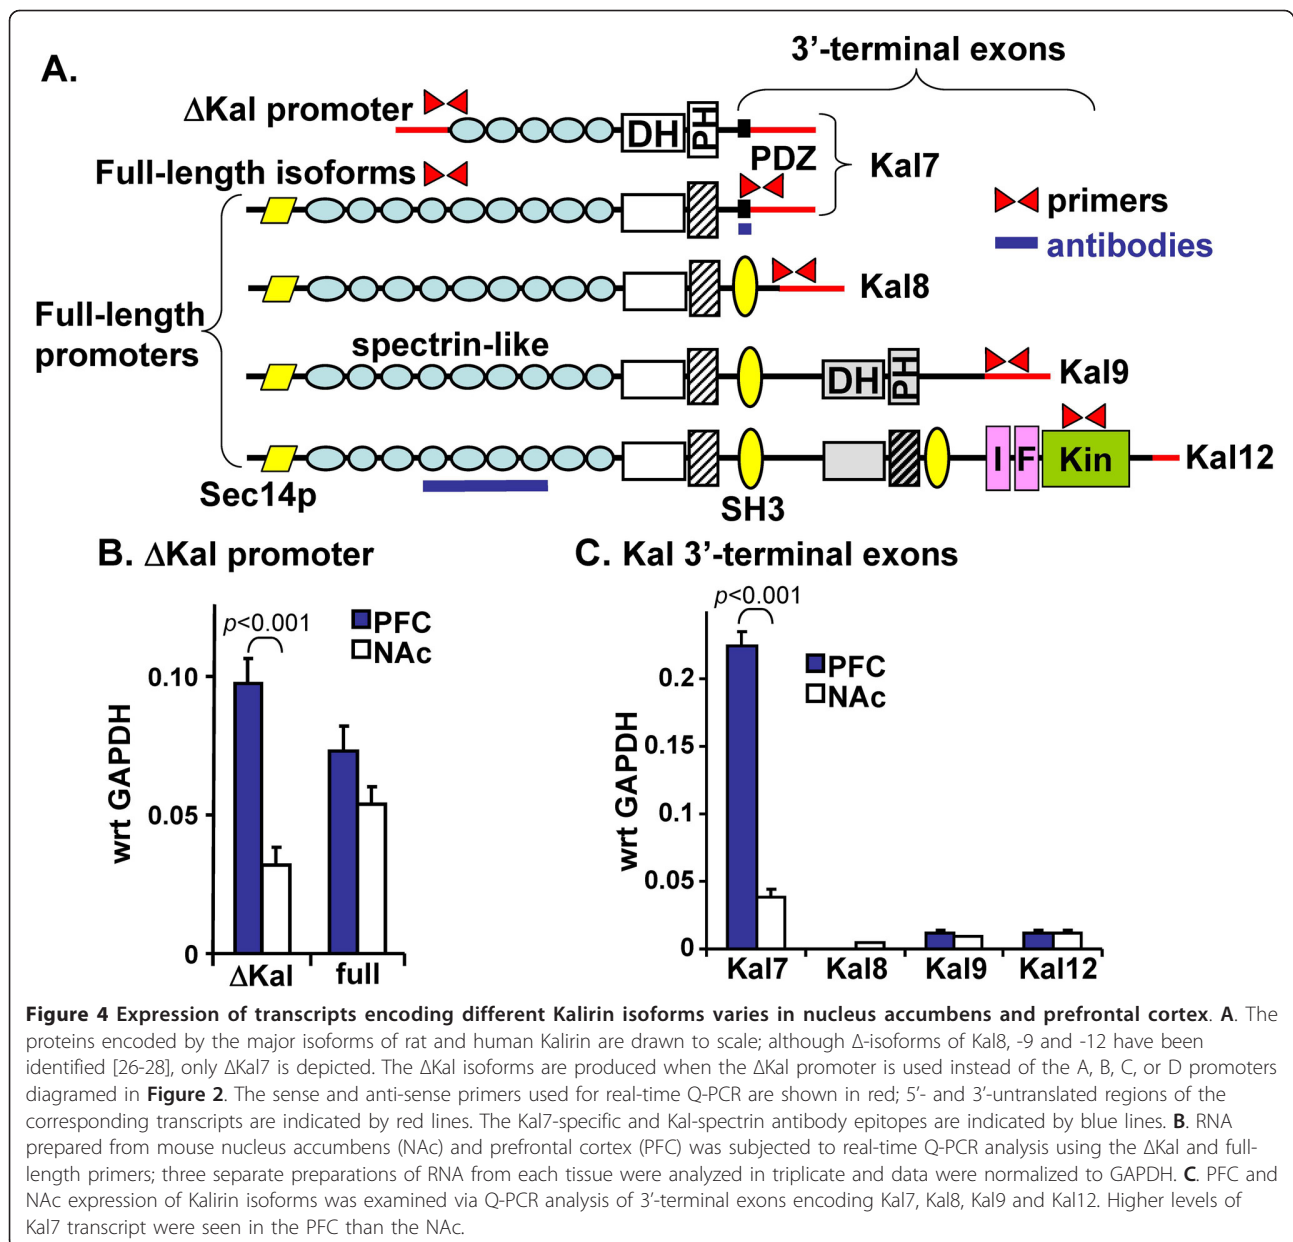 A.
3'-terminal exons
ΔKal promoter
DH
PH
PDZ
Kal7
Full-length isoforms
primers
antibodies
Kal8
Full-length
promoters
spectrin-like
DH
PH
Kal9
I
F
Kin
Kal12
Sec14p
SH3
B. ΔKal promoter
p<0.001
PFC
NAc
0.10
0.05
0
wrt GAPDH
ΔKal
full
C. Kal 3'-terminal exons
p<0.001
PFC
NAc
0.2
0.15
0.1
0.05
0
wrt GAPDH
Kal7
Kal8
Kal9
Kal12
Figure 4 Expression of transcripts encoding different Kalirin isoforms varies in nucleus accumbens and prefrontal cortex. A. The
proteins encoded by the major isoforms of rat and human Kalirin are drawn to scale; although Δ-isoforms of Kal8, -9 and -12 have been
identified [26-28], only ΔKal7 is depicted. The ΔKal isoforms are produced when the ΔKal promoter is used instead of the A, B, C, or D promoters
diagramed in Figure 2. The sense and anti-sense primers used for real-time Q-PCR are shown in red; 5'- and 3'-untranslated regions of the
corresponding transcripts are indicated by red lines. The Kal7-specific and Kal-spectrin antibody epitopes are indicated by blue lines. B. RNA
prepared from mouse nucleus accumbens (NAc) and prefrontal cortex (PFC) was subjected to real-time Q-PCR analysis using the ΔKal and full-
length primers; three separate preparations of RNA from each tissue were analyzed in triplicate and data were normalized to GAPDH. C. PFC and
NAc expression of Kalirin isoforms was examined via Q-PCR analysis of 3'-terminal exons encoding Kal7, Kal8, Kal9 and Kal12. Higher levels of
Kal7 transcript were seen in the PFC than the NAc.